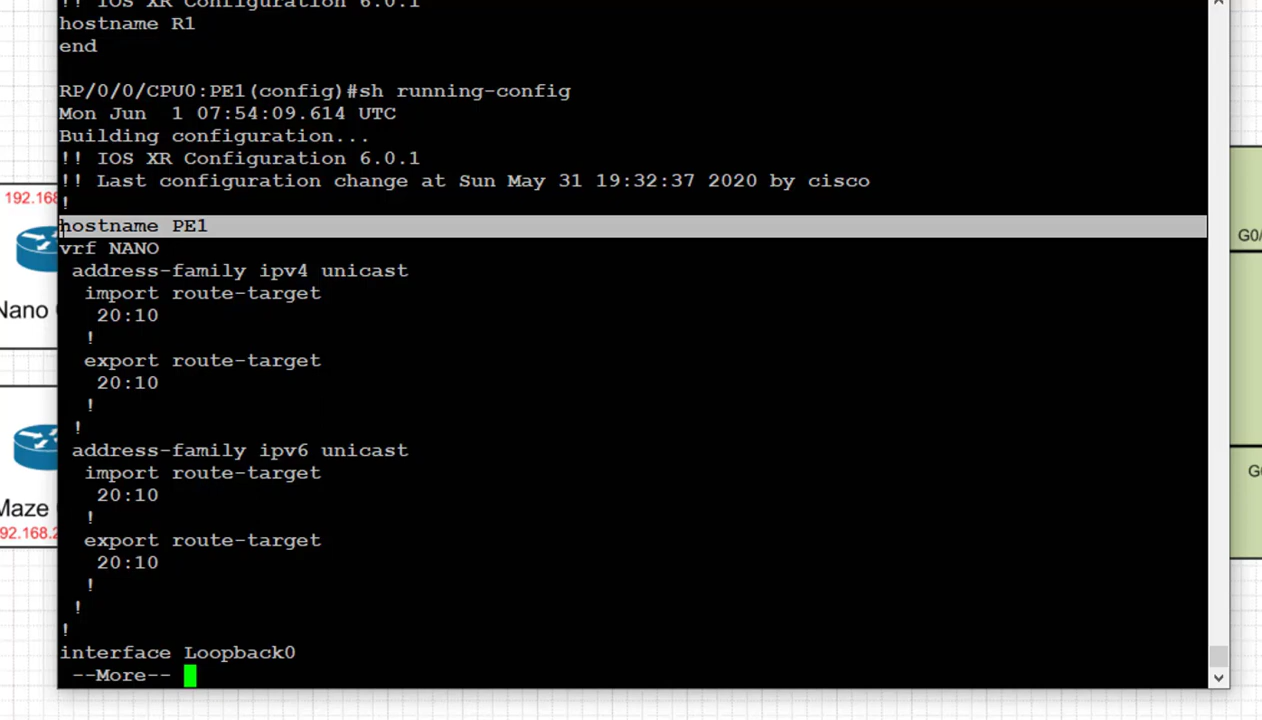 !! IOS XR Configuration 6.0.1
hostname R1
end
RP/0/0/CPU0:PE1(config)#sh running-config
Mon Jun  1 07:54:09.614 UTC
Building configuration...
!! IOS XR Configuration 6.0.1
!! Last configuration change at Sun May 31 19:32:37 2020 by cisco
!
hostname PE1
vrf NANO
address-family ipv4 unicast
import route-target
20:10
!
export route-target
20:10
!
!
address-family ipv6 unicast
import route-target
20:10
!
export route-target
20:10
!
!
!
interface Loopback0
--More--
192.168
Nano
Maze
92.168.2
G0/
G